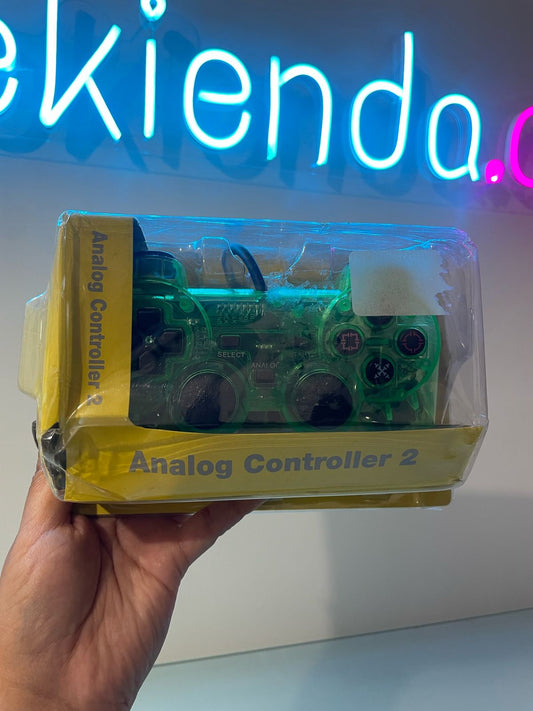 ekienda.
Analog Controller 2
SELECT
ANALOG
Analog Controller 2